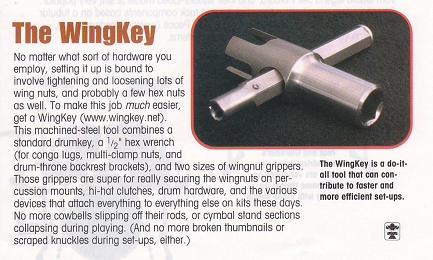 The WingKey
No matter what sort of hardware you
employ, setting it up is bound to
involve tightening and loosening lots of
wing nuts, and probably a few hex nuts
as well. To make this job much easier,
get a WingKey (www.wingkey.net).
This machined-steel tool combines a
standard drumkey, a 1/2" hex wrench
(for conga lugs, multi-clamp nuts, and
drum-throne backrest brackets), and two sizes of wingnut grippers.
Those grippers are super for really securing the wingnuts on per-
cussion mounts, hi-hat clutches, drum hardware, and the various
devices that attach everything to everything else on kits these days.
No more cowbells slipping off their rods, or cymbal stand sections
collapsing during playing. (And no more broken thumbnails or
scraped knuckles during set-ups, either.)
The WingKey is a do-it-
all tool that can con-
tribute to faster and
more efficient set-ups.